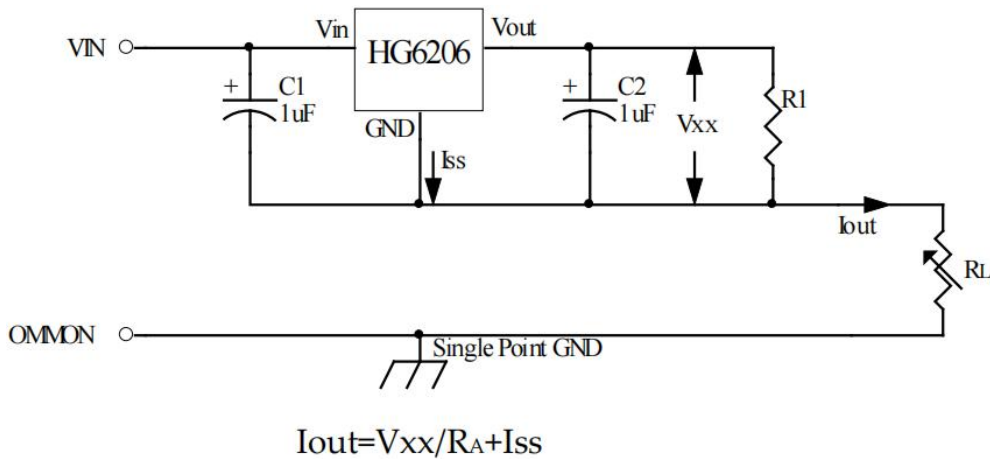 VIN
Vin
HG6206
Vout
+
C1
1uF
GND
Iss
+
C2
1uF
Vxx
R1
Iout
RL
OMMON
Single Point GND
Iout=Vxx/RA+Iss